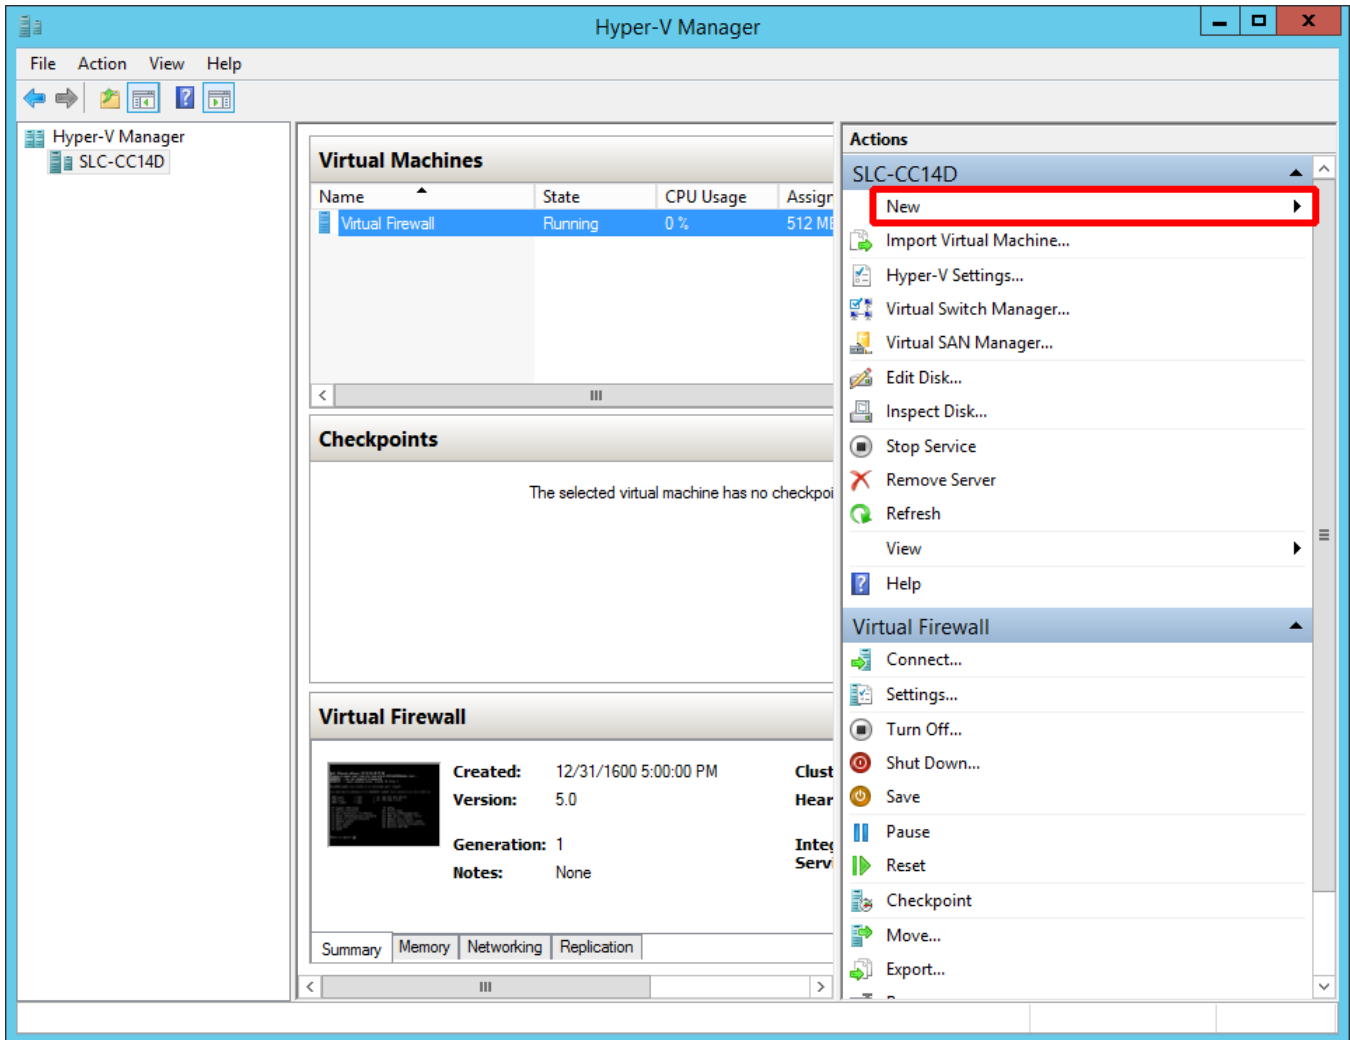 Hyper-V Manager
File Action View Help
Hyper-V Manager
SLC-CC14D
Virtual Machines
Name State CPU Usage Assign
Virtual Firewall Running 0 % 512 MB
Checkpoints
The selected virtual machine has no checkpoi
Virtual Firewall
Created: 12/31/1600 5:00:00 PM Clust
Version: 5.0 Hear
Generation: 1 Integ
Servi
Notes: None
Summary Memory Networking Replication
Actions
SLC-CC14D
New
Import Virtual Machine...
Hyper-V Settings...
Virtual Switch Manager...
Virtual SAN Manager...
Edit Disk...
Inspect Disk...
Stop Service
Remove Server
Refresh
View
Help
Virtual Firewall
Connect...
Settings...
Turn Off...
Shut Down...
Save
Pause
Reset
Checkpoint
Move...
Export...